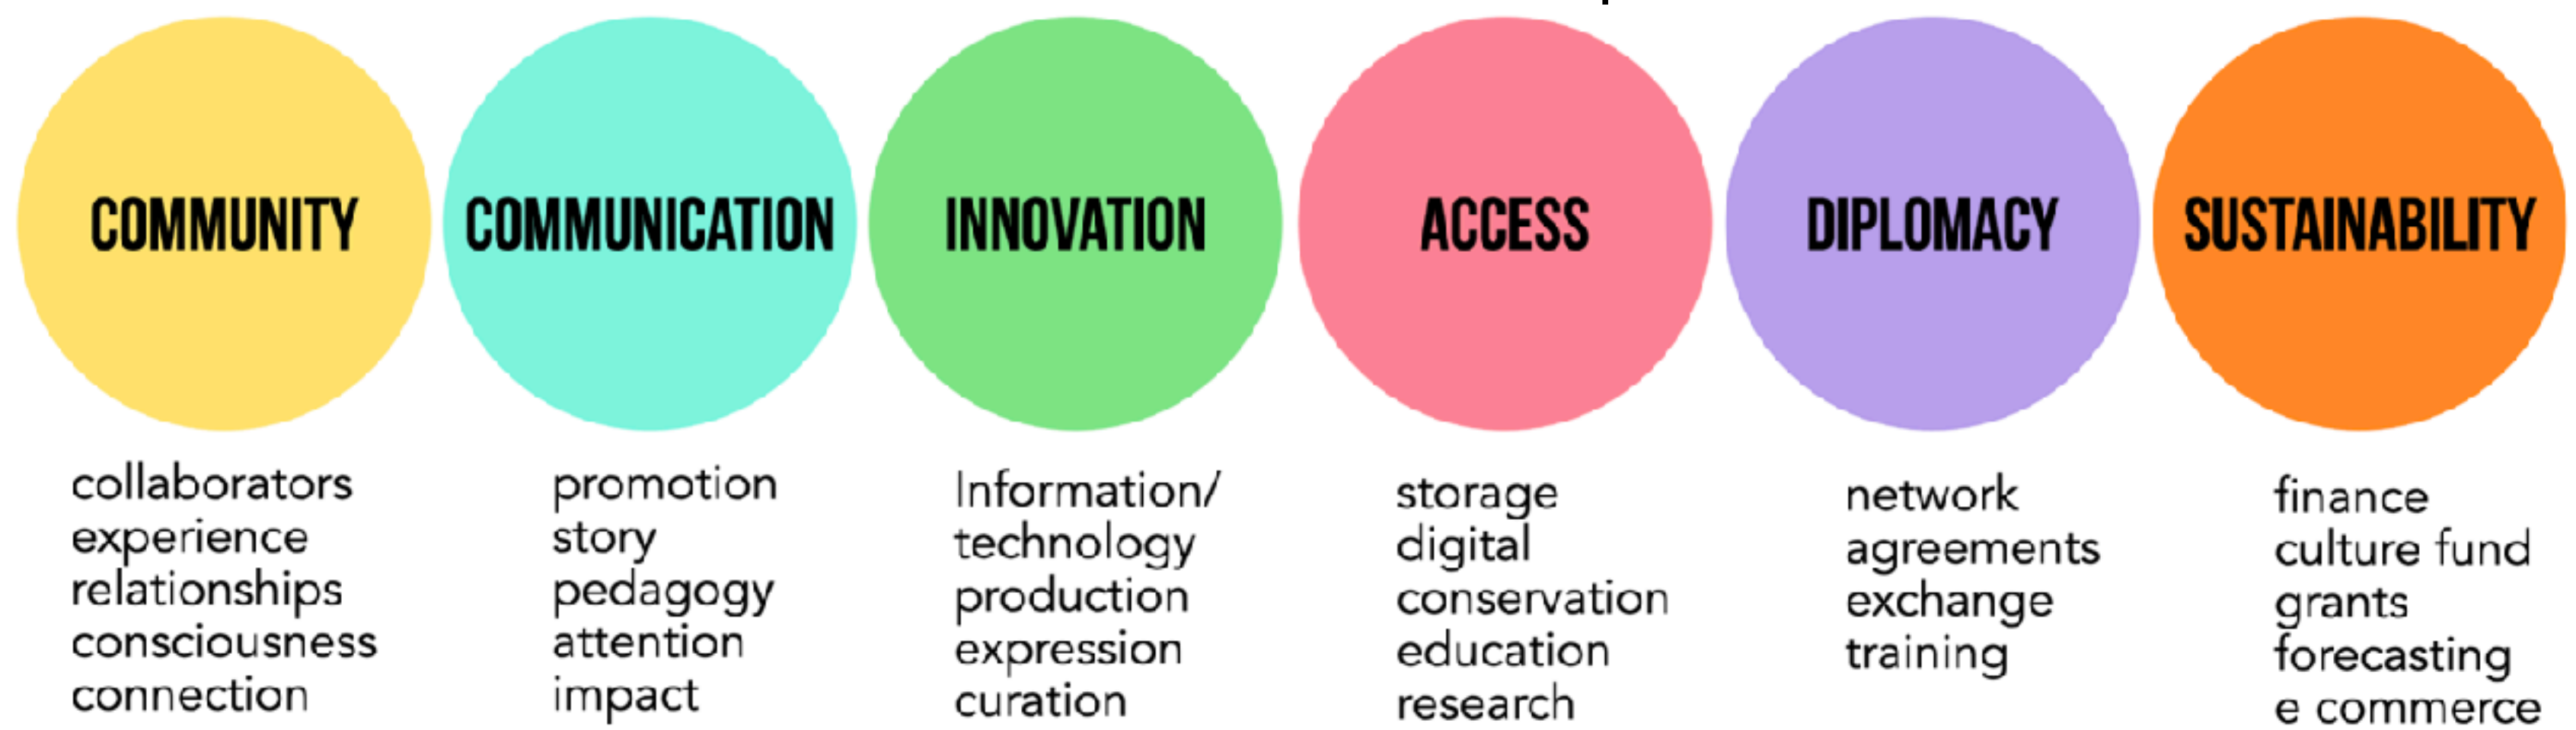 COMMUNITY
COMMUNICATION
INNOVATION
ACCESS
DIPLOMACY
SUSTAINABILITY
collaborators
experience
relationships
consciousness
connection
promotion
story
pedagogy
attention
impact
Information/
technology
production
expression
curation
storage
digital
conservation
education
research
network
agreements
exchange
training
finance
culture fund
grants
forecasting
e commerce